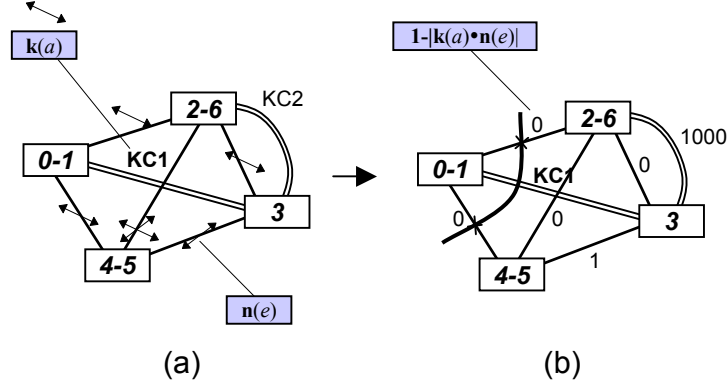 k(a)
KC2
2-6
KC1
0-1
3
4-5
n(e)
(a)
1-|k(a)•n(e)|
2-6
0
1000
0-1
KC1
0
0
0
3
4-5
1
(b)